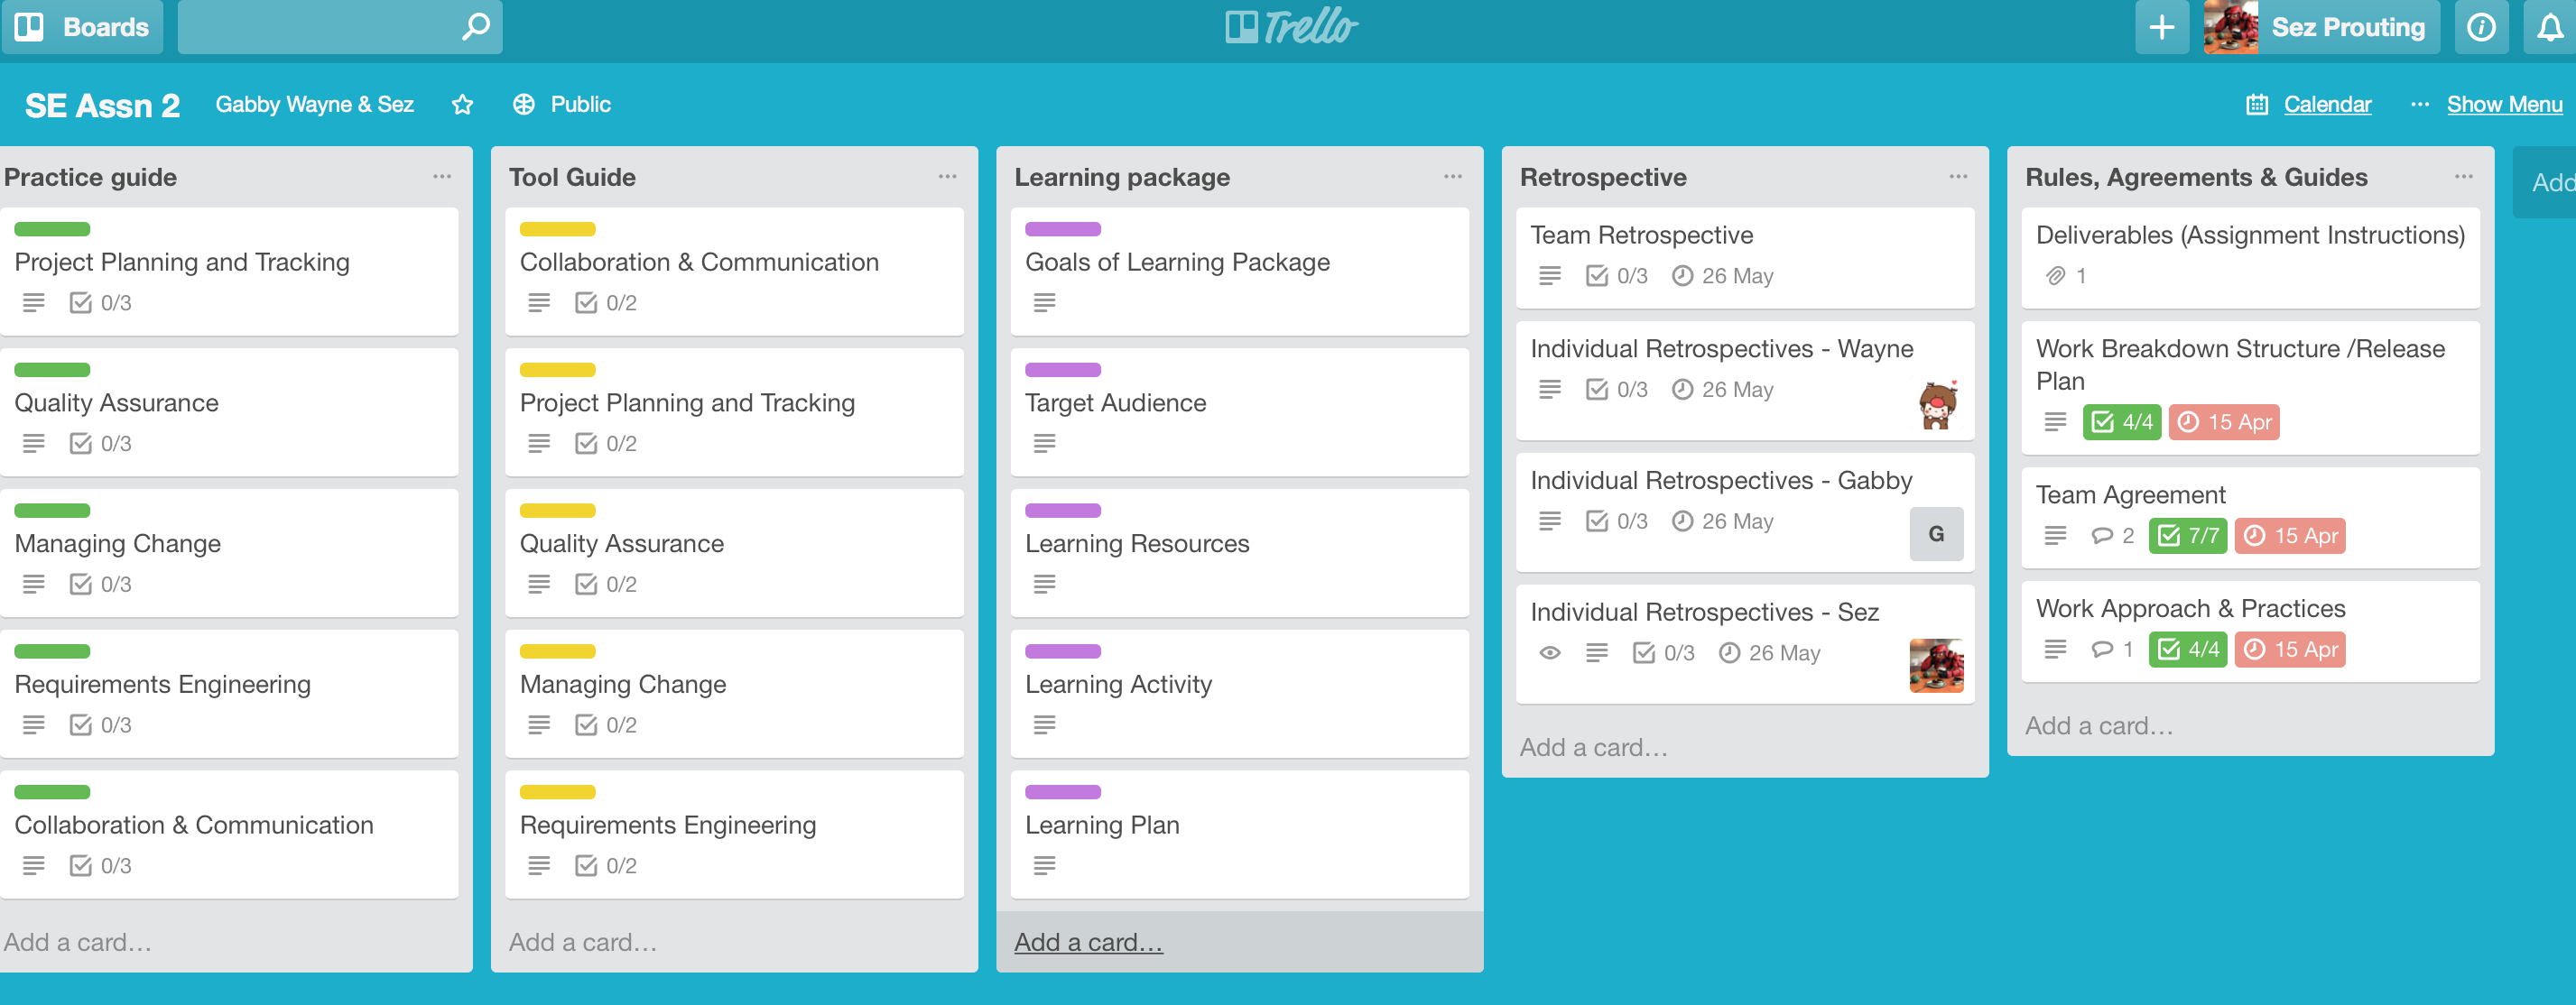 Boards
Trello
Sez Prouting
SE Assn 2
Gabby Wayne & Sez
Public
Calendar
Show Menu
Practice guide
Project Planning and Tracking
0/3
Quality Assurance
0/3
Managing Change
0/3
Requirements Engineering
0/3
Collaboration & Communication
0/3
Add a card…
Tool Guide
Collaboration & Communication
0/2
Project Planning and Tracking
0/2
Quality Assurance
0/2
Managing Change
0/2
Requirements Engineering
0/2
Add a card…
Learning package
Goals of Learning Package
Target Audience
Learning Resources
Learning Activity
Learning Plan
Add a card…
Retrospective
Team Retrospective
0/3 26 May
Individual Retrospectives - Wayne
0/3 26 May
Individual Retrospectives - Gabby
0/3 26 May
G
Individual Retrospectives - Sez
0/3 26 May
Add a card…
Rules, Agreements & Guides
Deliverables (Assignment Instructions)
1
Work Breakdown Structure /Release
Plan
4/4 15 Apr
Team Agreement
2 7/7 15 Apr
Work Approach & Practices
1 4/4 15 Apr
Add a card…
Add